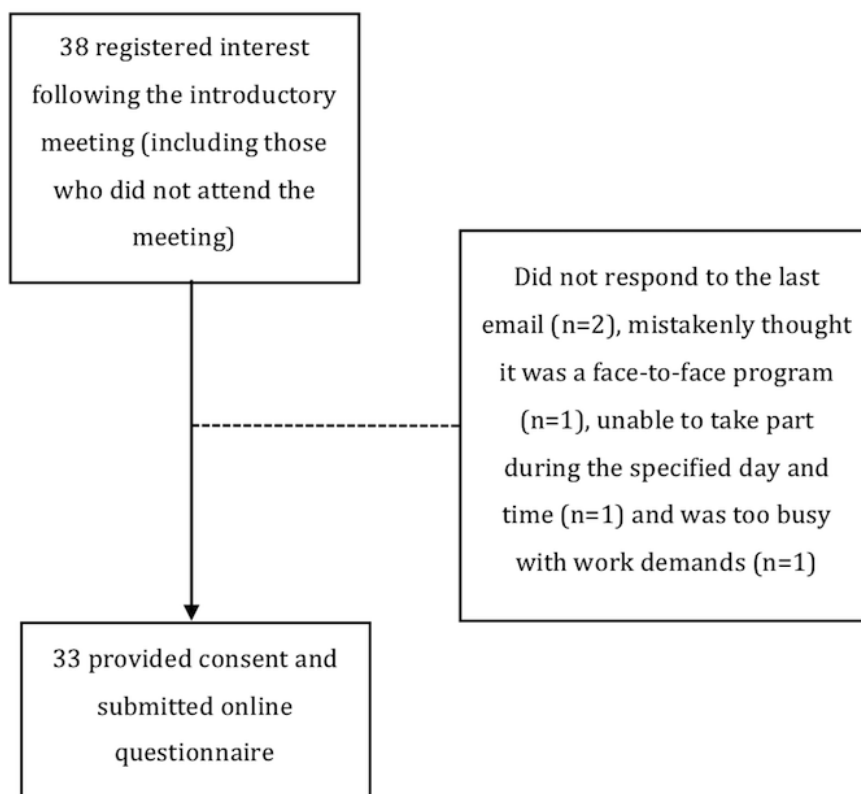 38 registered interest
following the introductory
meeting (including those
who did not attend the
meeting)
Did not respond to the last
email (n=2), mistakenly thought
it was a face-to-face program
(n=1), unable to take part
during the specified day and
time (n=1) and was too busy
with work demands (n=1)
33 provided consent and
submitted online
questionnaire